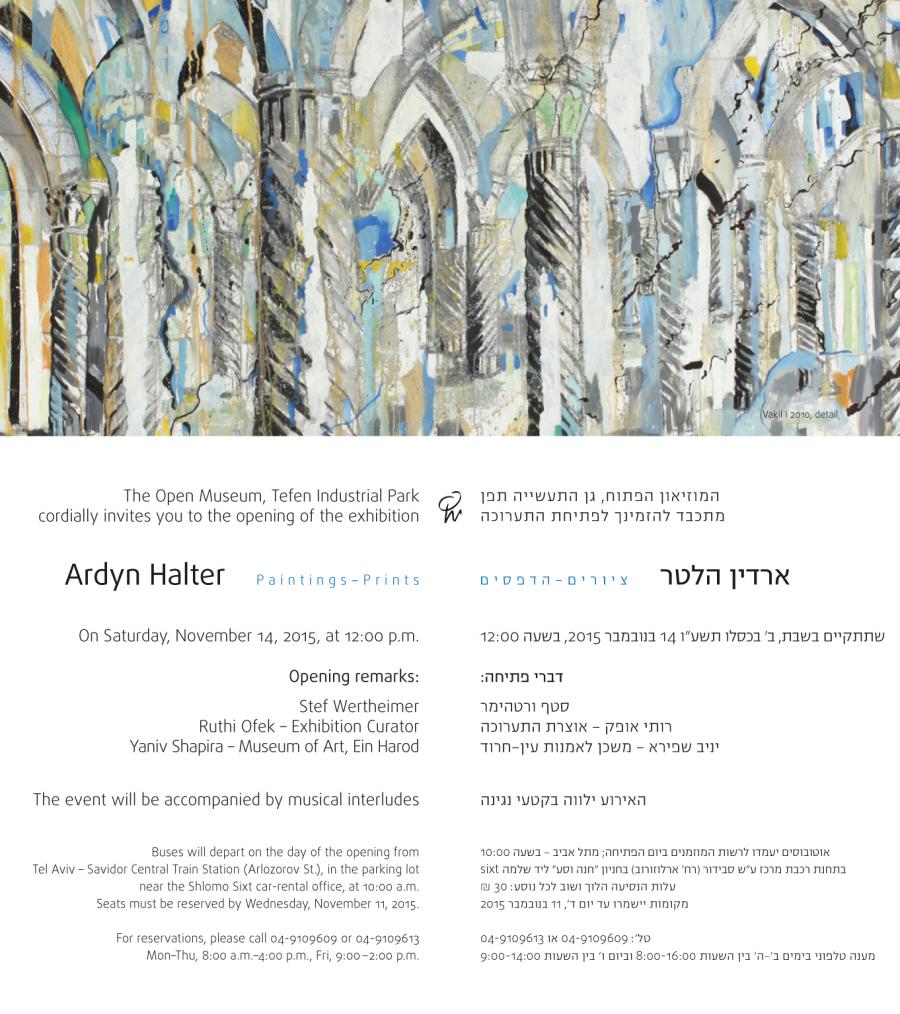 Vakil I 2010, detail
The Open Museum, Tefen Industrial Park
cordially invites you to the opening of the exhibition
Ardyn Halter Paintings–Prints
On Saturday, November 14, 2015, at 12:00 p.m.
Opening remarks:
Stef Wertheimer
Ruthi Ofek – Exhibition Curator
Yaniv Shapira – Museum of Art, Ein Harod
The event will be accompanied by musical interludes
Buses will depart on the day of the opening from
Tel Aviv – Savidor Central Train Station (Arlozorov St.), in the parking lot
near the Shlomo Sixt car-rental office, at 10:00 a.m.
Seats must be reserved by Wednesday, November 11, 2015.
For reservations, please call 04-9109609 or 04-9109613
Mon–Thu, 8:00 a.m.–4:00 p.m., Fri, 9:00–2:00 p.m.
המוזיאון הפתוח, גן התעשייה תפן
מתכבד להזמינך לפתיחת התערוכה
ארדין הלטר ציורים–הדפסים
שתתקיים בשבת, ב' בכסלו תשע"ו 14 בנובמבר 2015, בשעה 12:00
דברי פתיחה:
סטף ורטהימר
רותי אופק – אוצרת התערוכה
יניב שפירא – משכן לאמנות עין-חרוד
האירוע ילווה בקטעי נגינה
אוטובוסים יעמדו לרשות המוזמנים ביום הפתיחה; מתל אביב – בשעה 10:00
בתחנת רכבת מרכז ע"ש סבידור (רח' ארלוזורוב) בחניון "חנה וסע" ליד שלמה sixt
עלות הנסיעה הלוך ושוב לכל נוסע: 30 ₪
מקומות יישמרו עד יום ד', 11 בנובמבר 2015
טל': 04-9109609 או 04-9109613
מענה טלפוני בימים ב'–ה' בין השעות 8:00-16:00 וביום ו' בין השעות 9:00-14:00